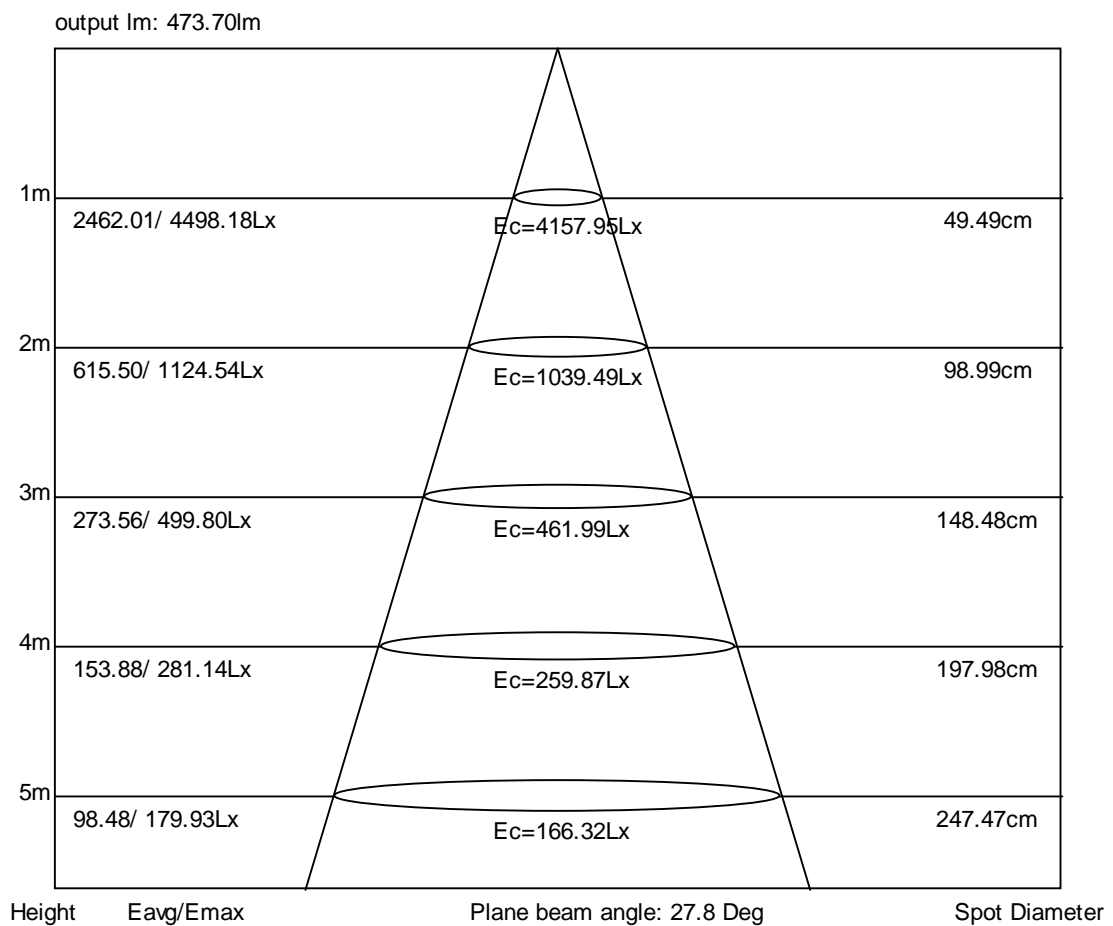 output lm: 473.70lm
1m
2462.01/ 4498.18Lx Ec=4157.95Lx 49.49cm
2m
615.50/ 1124.54Lx Ec=1039.49Lx 98.99cm
3m
273.56/ 499.80Lx Ec=461.99Lx 148.48cm
4m
153.88/ 281.14Lx Ec=259.87Lx 197.98cm
5m
98.48/ 179.93Lx Ec=166.32Lx 247.47cm
Height Eavg/Emax Plane beam angle: 27.8 Deg Spot Diameter